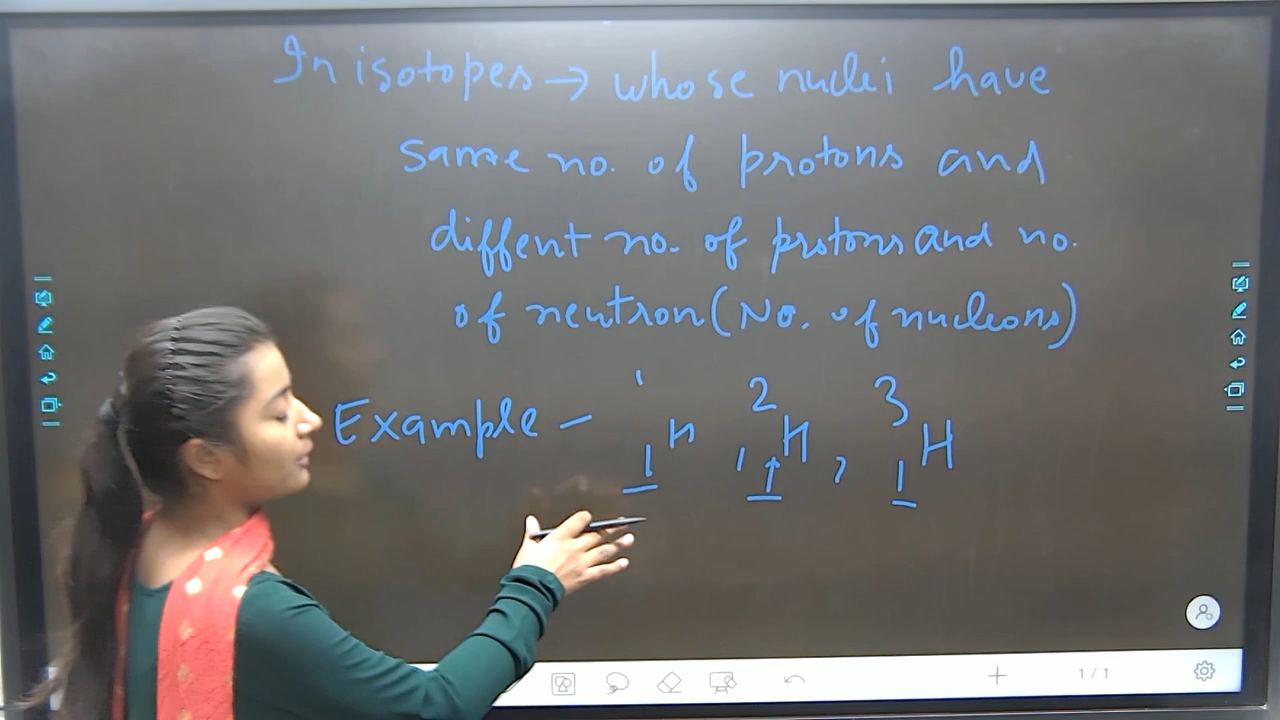 In isotopes → whose nuclei have
same no. of protons and
diffent no. of protons and no.
of neutron (No. of nucleons)
Example – ¹₁H, ²₁H, ³₁H
1/1